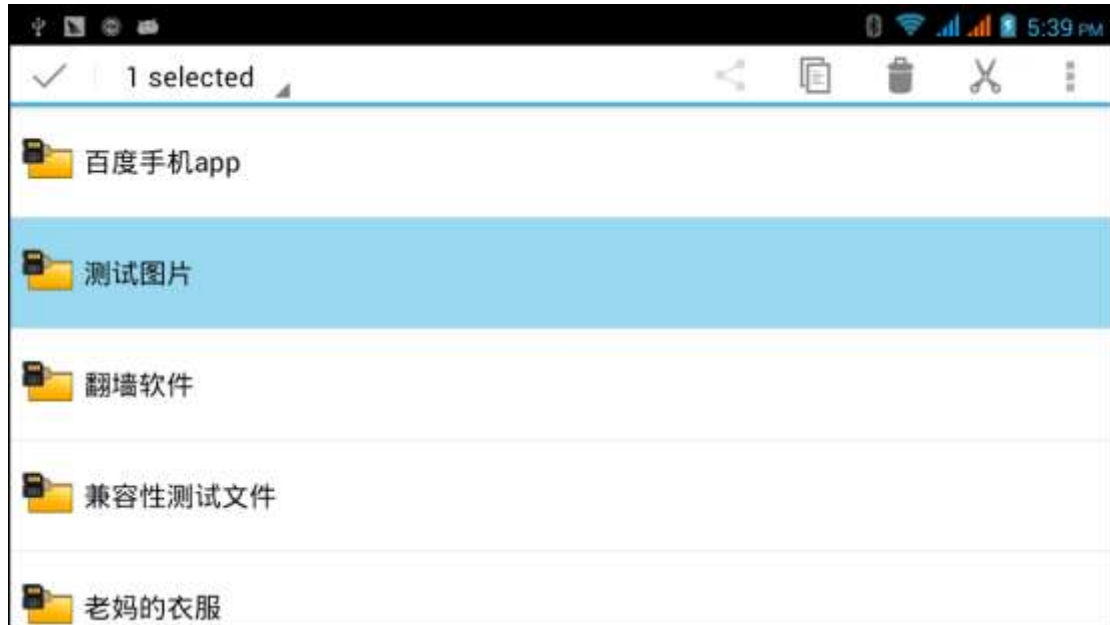 5:39 PM
1 selected
百度手机app
测试图片
翻墙软件
兼容性测试文件
老妈的衣服